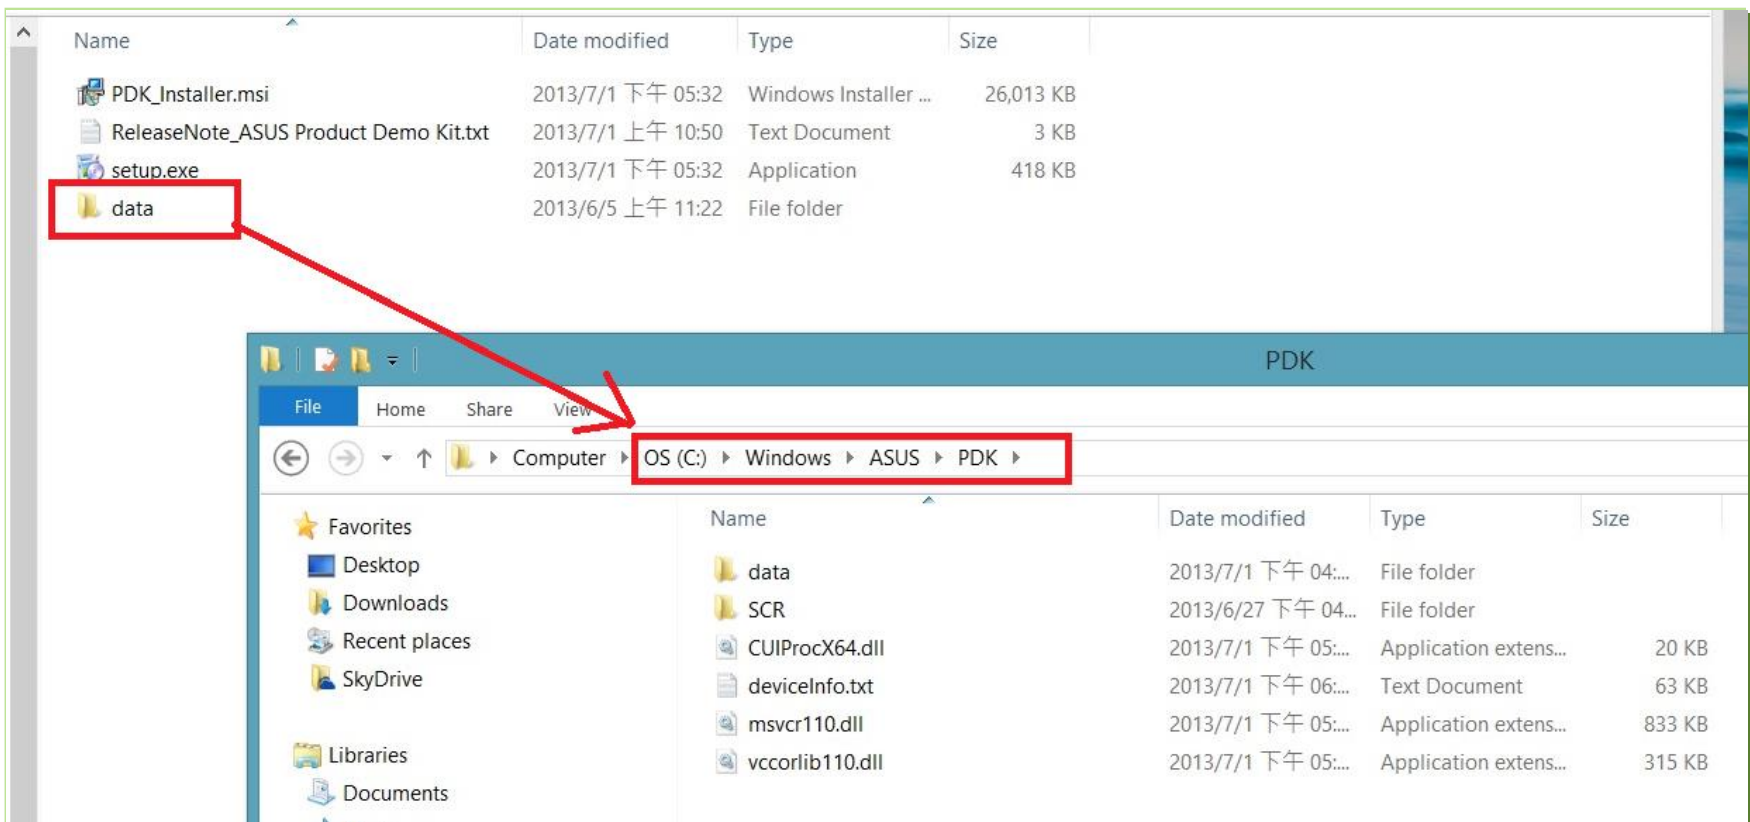 Name Date modified Type Size
PDK_Installer.msi 2013/7/1 下午 05:32 Windows Installer ... 26,013 KB
ReleaseNote_ASUS Product Demo Kit.txt 2013/7/1 上午 10:50 Text Document 3 KB
setup.exe 2013/7/1 下午 05:32 Application 418 KB
data 2013/6/5 上午 11:22 File folder
PDK
File Home Share View
Computer OS (C:) Windows ASUS PDK
Favorites
Desktop
Downloads
Recent places
SkyDrive
Libraries
Documents
Name Date modified Type Size
data 2013/7/1 下午 04:... File folder
SCR 2013/6/27 下午 04... File folder
CUIProcX64.dll 2013/7/1 下午 05:... Application extens... 20 KB
deviceInfo.txt 2013/7/1 下午 06:... Text Document 63 KB
msvcr110.dll 2013/7/1 下午 05:... Application extens... 833 KB
vccorlib110.dll 2013/7/1 下午 05:... Application extens... 315 KB